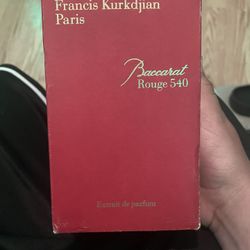 Francis Kurkdjian
Paris
Baccarat
Rouge 540
Extrait de parfum